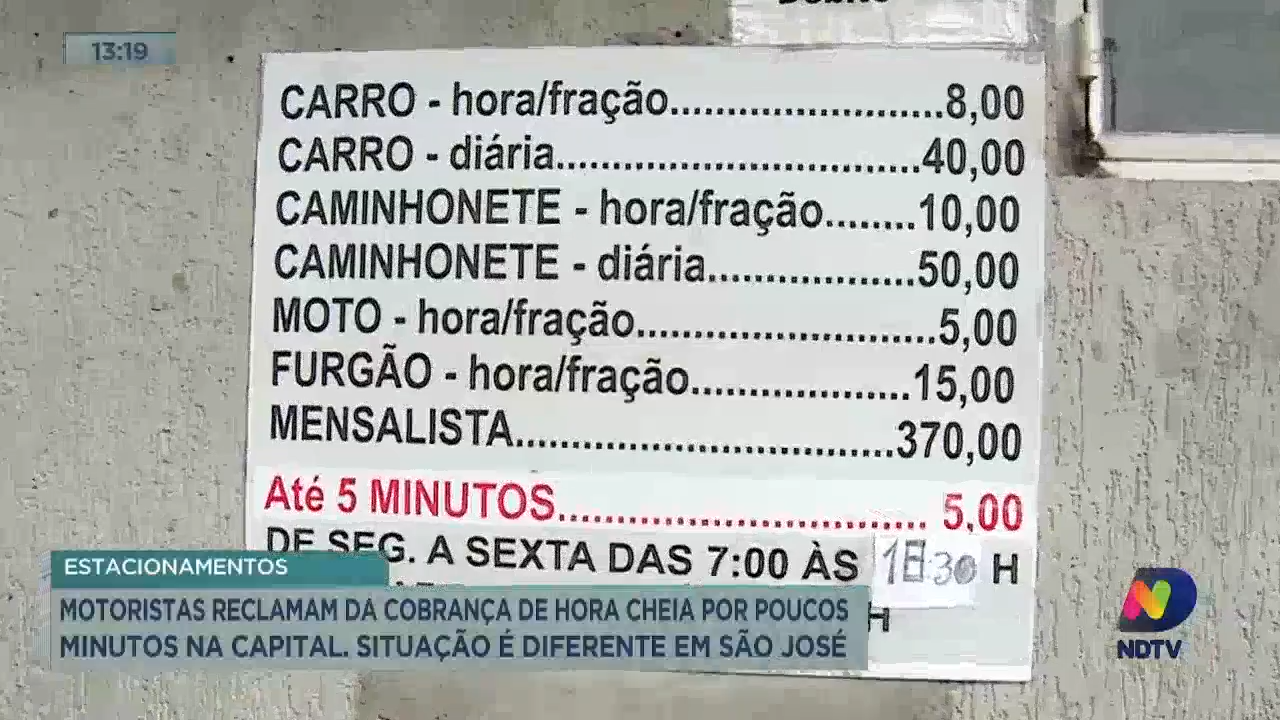 Débito
13:19
CARRO - hora/fração........................8,00
CARRO - diária................................40,00
CAMINHONETE - hora/fração........10,00
CAMINHONETE - diária..................50,00
MOTO - hora/fração..........................5,00
FURGÃO - hora/fração...................15,00
MENSALISTA.................................370,00
Até 5 MINUTOS................................ 5,00
DE SEG. A SEXTA DAS 7:00 ÀS 18:30 H
H
ESTACIONAMENTOS
MOTORISTAS RECLAMAM DA COBRANÇA DE HORA CHEIA POR POUCOS
MINUTOS NA CAPITAL. SITUAÇÃO É DIFERENTE EM SÃO JOSÉ
NDTV